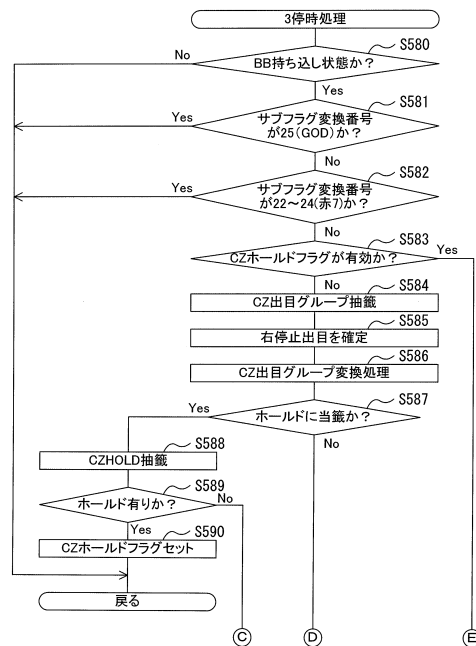 3停時処理
S580
BB持ち込し状態か？
No
Yes
S581
サブフラグ変換番号
が25(GOD)か？
Yes
No
S582
サブフラグ変換番号
が22～24(赤7)か？
Yes
No
S583
CZホールドフラグが有効か？
Yes
No
S584
CZ出目グループ抽籤
S585
右停止出目を確定
S586
CZ出目グループ変換処理
S587
ホールドに当籤か？
Yes
No
S588
CZHOLD抽籤
S589
ホールド有りか？
No
Yes
S590
CZホールドフラグセット
戻る
C
D
E